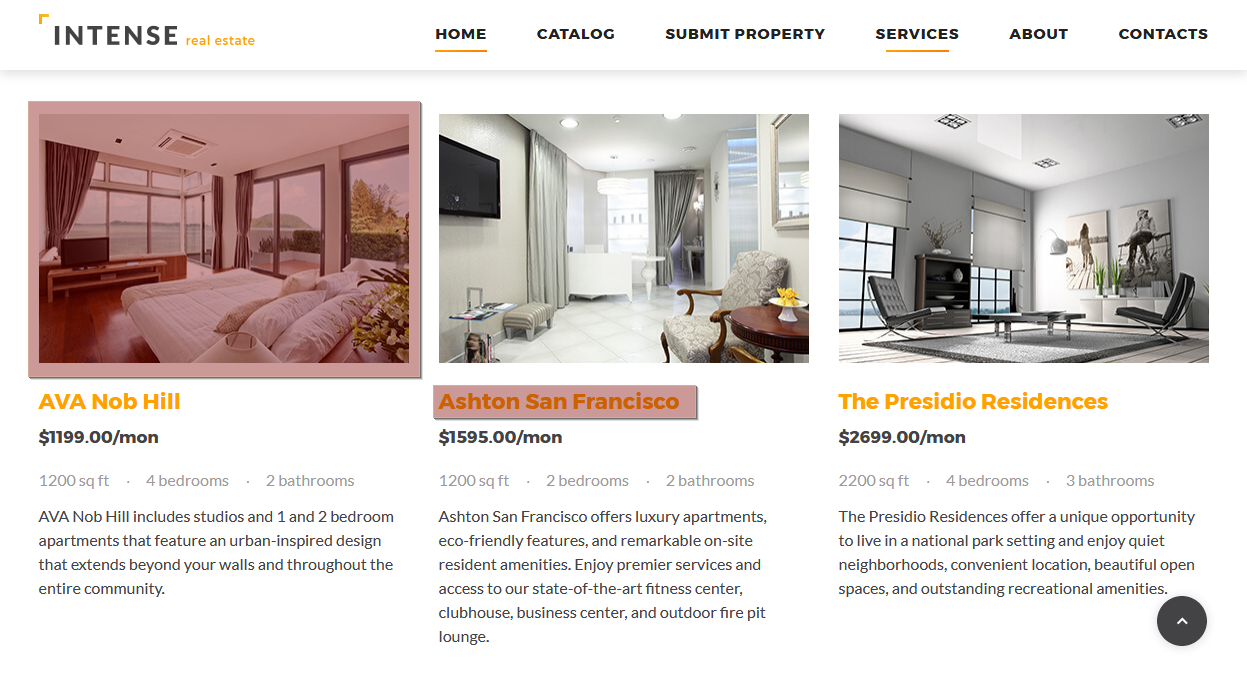 INTENSE real estate
HOME CATALOG SUBMIT PROPERTY SERVICES ABOUT CONTACTS
AVA Nob Hill
$1199.00/mon
1200 sq ft · 4 bedrooms · 2 bathrooms
AVA Nob Hill includes studios and 1 and 2 bedroom
apartments that feature an urban-inspired design
that extends beyond your walls and throughout the
entire community.
Ashton San Francisco
$1595.00/mon
1200 sq ft · 2 bedrooms · 2 bathrooms
Ashton San Francisco offers luxury apartments,
eco-friendly features, and remarkable on-site
resident amenities. Enjoy premier services and
access to our state-of-the-art fitness center,
clubhouse, business center, and outdoor fire pit
lounge.
The Presidio Residences
$2699.00/mon
2200 sq ft · 4 bedrooms · 3 bathrooms
The Presidio Residences offer a unique opportunity
to live in a national park setting and enjoy quiet
neighborhoods, convenient location, beautiful open
spaces, and outstanding recreational amenities.